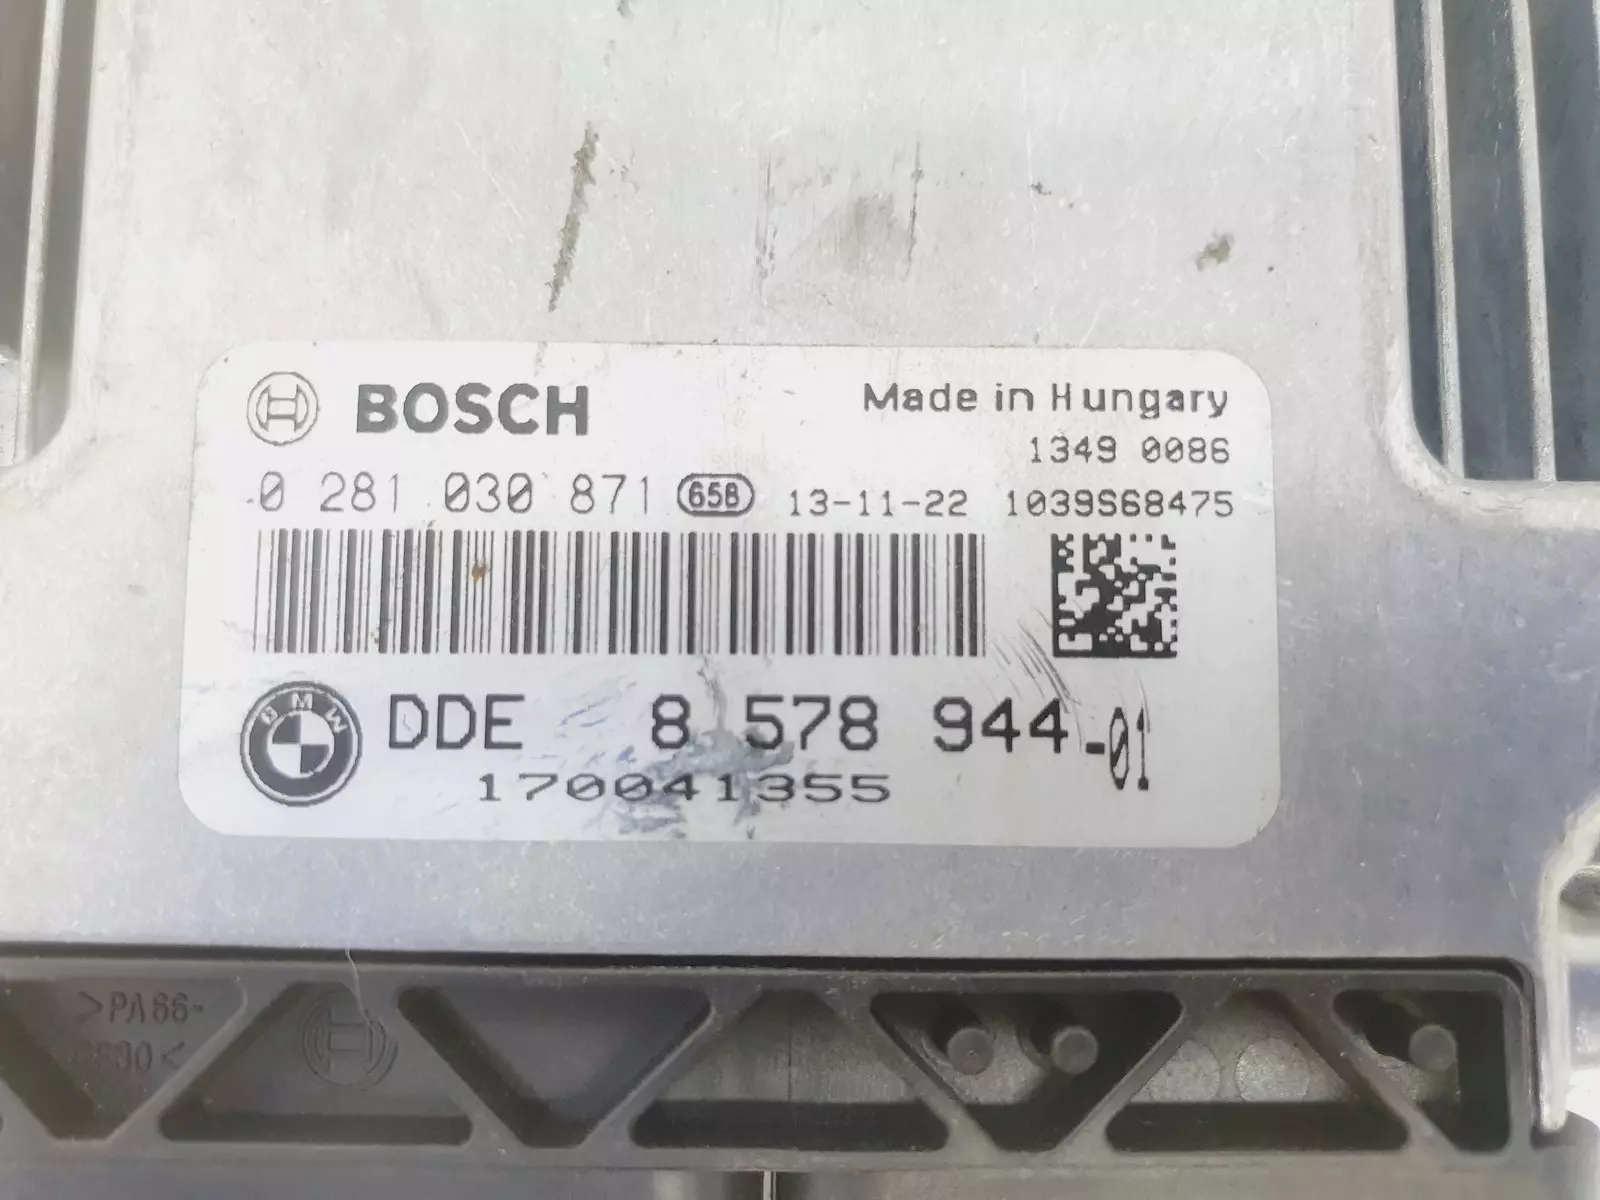 BOSCH
Made in Hungary
1349 0086
0 281 030 871 658 13-11-22 1039S68475
BMW
DDE 8 578 944-01
170041355
>PA66-